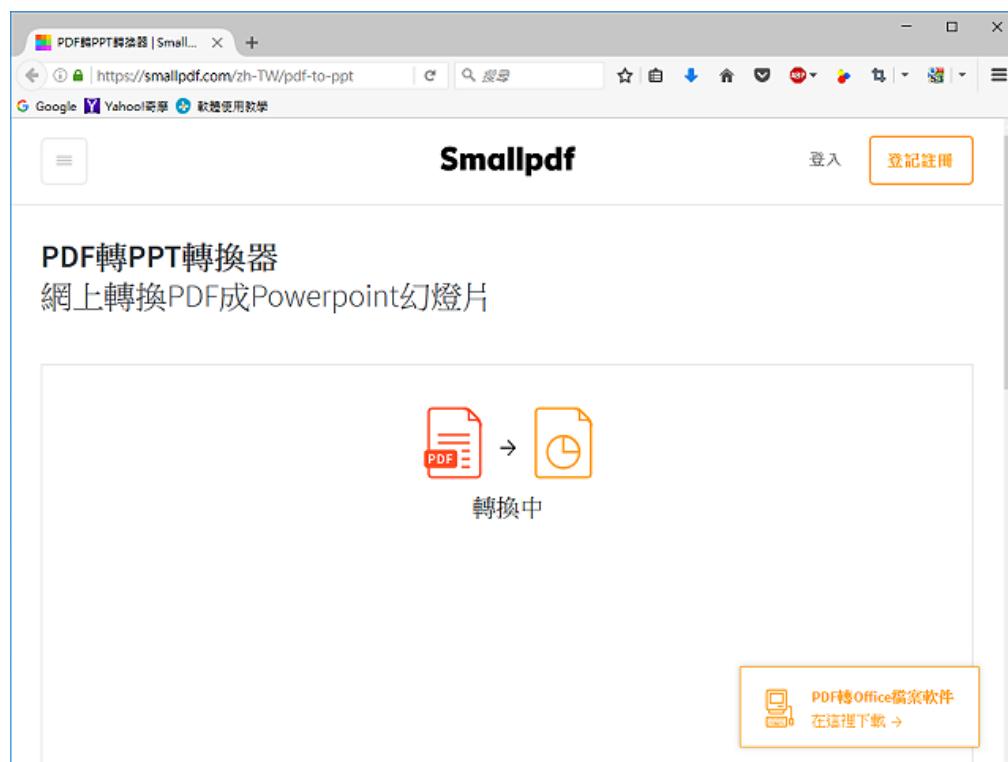 PDF轉PPT轉換器 | Small...
https://smallpdf.com/zh-TW/pdf-to-ppt
搜尋
ABP
Google Yahoo!奇摩 軟體使用教學
Smallpdf
登入
登記註冊
PDF轉PPT轉換器
網上轉換PDF成Powerpoint幻燈片
PDF
轉換中
PDF轉Office檔案軟件
在這裡下載 →